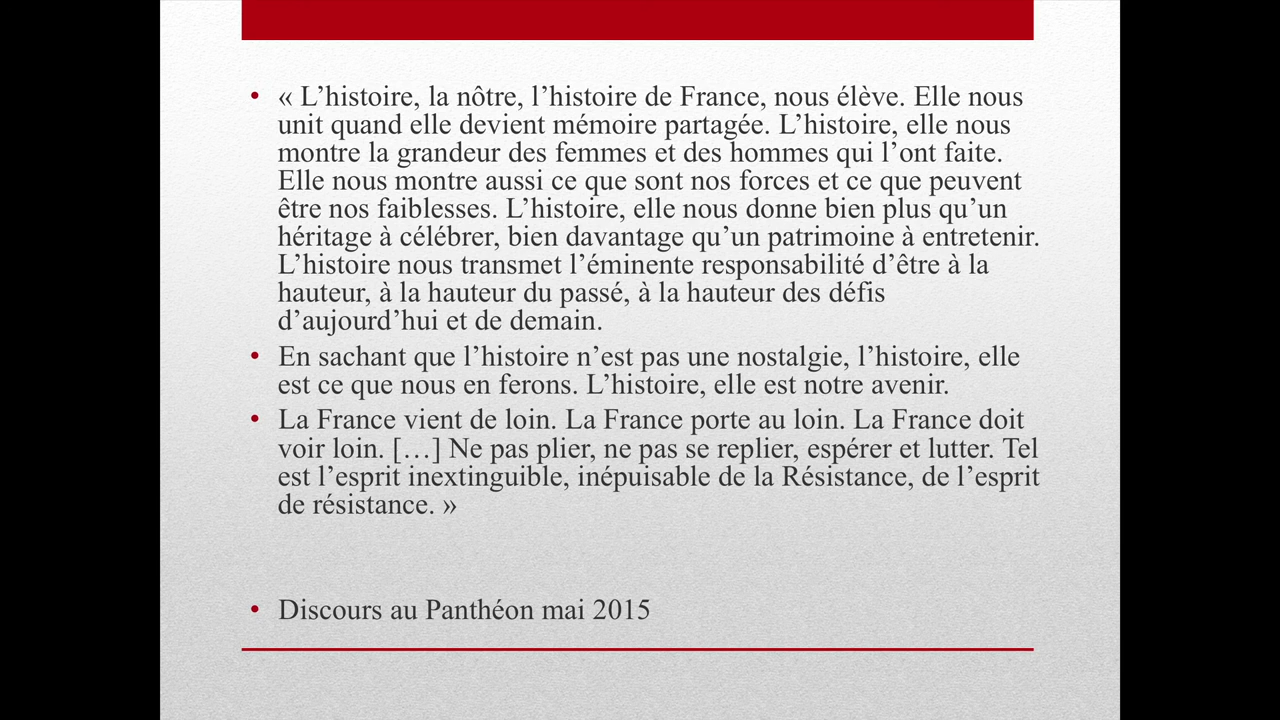 • « L’histoire, la nôtre, l’histoire de France, nous élève. Elle nous
unit quand elle devient mémoire partagée. L’histoire, elle nous
montre la grandeur des femmes et des hommes qui l’ont faite.
Elle nous montre aussi ce que sont nos forces et ce que peuvent
être nos faiblesses. L’histoire, elle nous donne bien plus qu’un
héritage à célébrer, bien davantage qu’un patrimoine à entretenir.
L’histoire nous transmet l’éminente responsabilité d’être à la
hauteur, à la hauteur du passé, à la hauteur des défis
d’aujourd’hui et de demain.
• En sachant que l’histoire n’est pas une nostalgie, l’histoire, elle
est ce que nous en ferons. L’histoire, elle est notre avenir.
• La France vient de loin. La France porte au loin. La France doit
voir loin. […] Ne pas plier, ne pas se replier, espérer et lutter. Tel
est l’esprit inextinguible, inépuisable de la Résistance, de l’esprit
de résistance. »
• Discours au Panthéon mai 2015